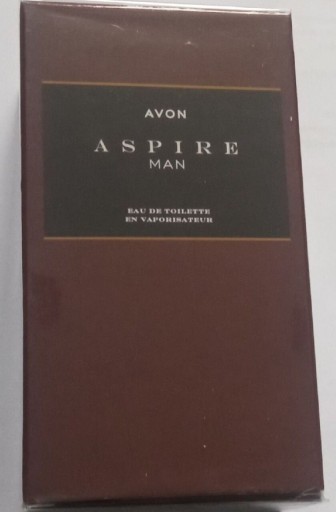 AVON
ASPIRE
MAN
EAU DE TOILETTE
EN VAPORISATEUR